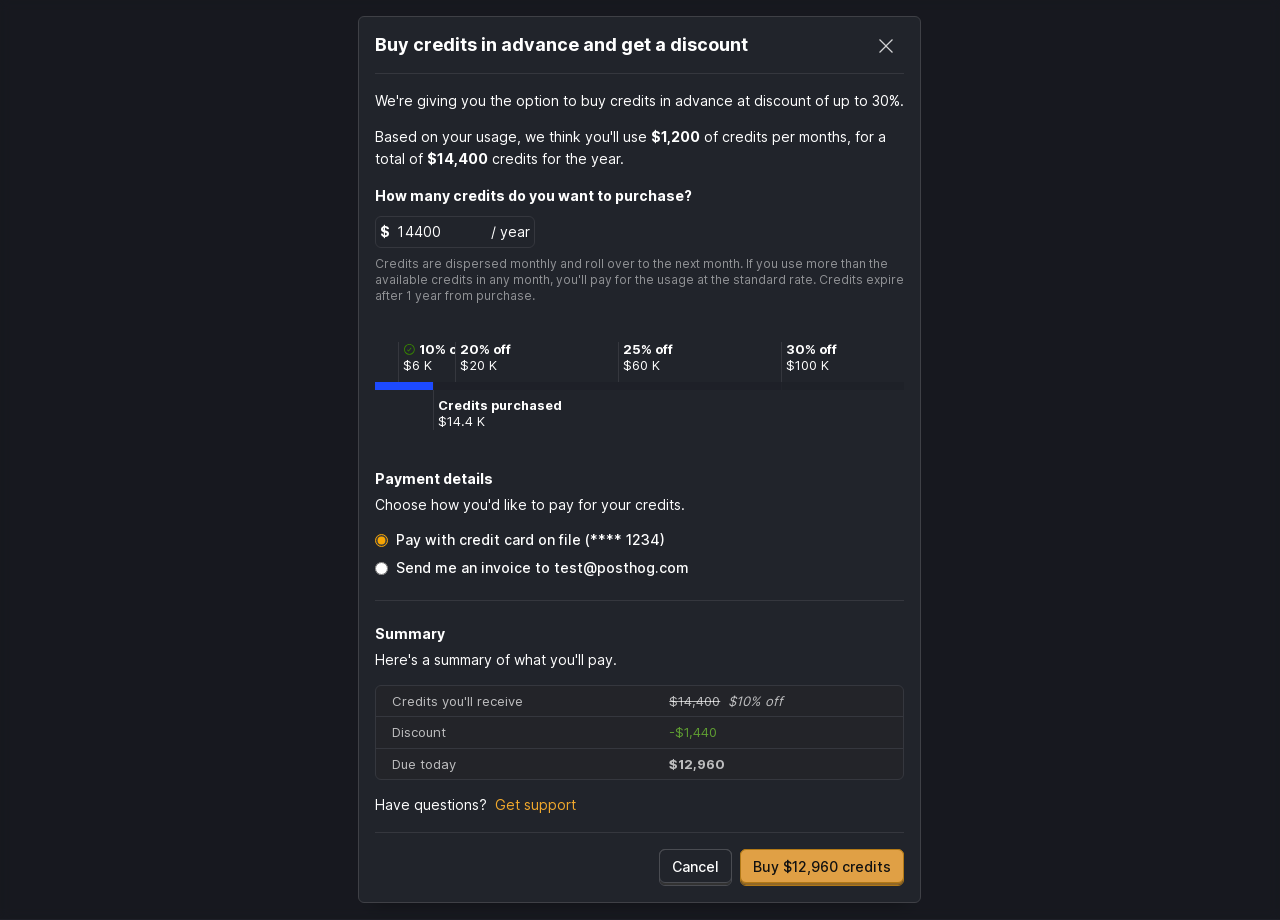 Buy credits in advance and get a discount
We're giving you the option to buy credits in advance at discount of up to 30%.
Based on your usage, we think you'll use $1,200 of credits per months, for a
total of $14,400 credits for the year.
How many credits do you want to purchase?
$ 14400 / year
Credits are dispersed monthly and roll over to the next month. If you use more than the
available credits in any month, you'll pay for the usage at the standard rate. Credits expire
after 1 year from purchase.
10% o 20% off 25% off 30% off
$6 K $20 K $60 K $100 K
Credits purchased
$14.4 K
Payment details
Choose how you'd like to pay for your credits.
Pay with credit card on file (**** 1234)
Send me an invoice to test@posthog.com
Summary
Here's a summary of what you'll pay.
Credits you'll receive $14,400 $10% off
Discount -$1,440
Due today $12,960
Have questions? Get support
Cancel Buy $12,960 credits